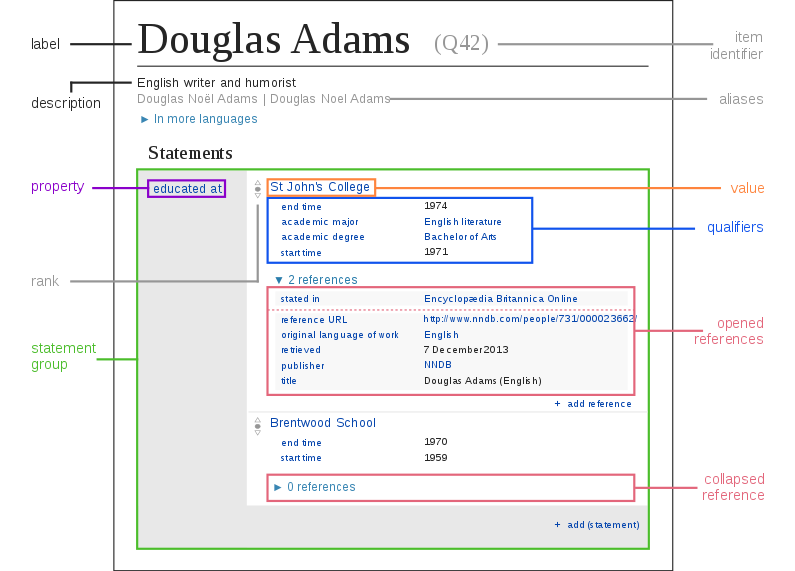 label
Douglas Adams (Q42)
item
identifier
description
English writer and humorist
Douglas Noël Adams | Douglas Noel Adams
aliases
► In more languages
Statements
property
educated at
St John's College
value
end time 1974
academic major English literature
academic degree Bachelor of Arts
start time 1971
qualifiers
rank
▼ 2 references
stated in Encyclopædia Britannica Online
reference URL http://www.nndb.com/people/731/000023662/
original language of work English
retrieved 7 December 2013
publisher NNDB
title Douglas Adams (English)
opened
references
statement
group
+ add reference
Brentwood School
end time 1970
start time 1959
► 0 references
collapsed
reference
+ add (statement)